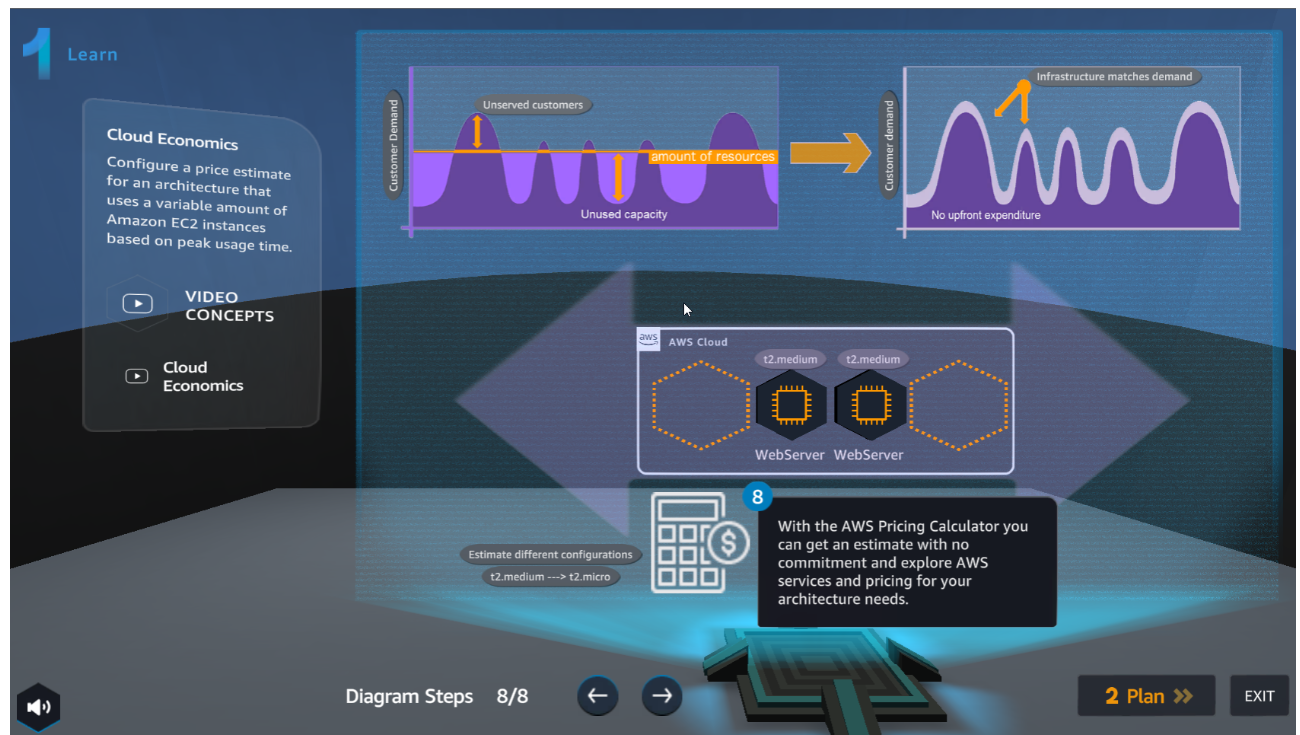 1 Learn
Cloud Economics
Configure a price estimate
for an architecture that
uses a variable amount of
Amazon EC2 instances
based on peak usage time.
VIDEO
CONCEPTS
Cloud
Economics
Customer Demand
Unserved customers
amount of resources
Unused capacity
Customer demand
Infrastructure matches demand
No upfront expenditure
aws
AWS Cloud
t2.medium
t2.medium
WebServer
WebServer
Estimate different configurations
t2.medium ---> t2.micro
$
8
With the AWS Pricing Calculator you
can get an estimate with no
commitment and explore AWS
services and pricing for your
architecture needs.
Diagram Steps 8/8
2 Plan
EXIT